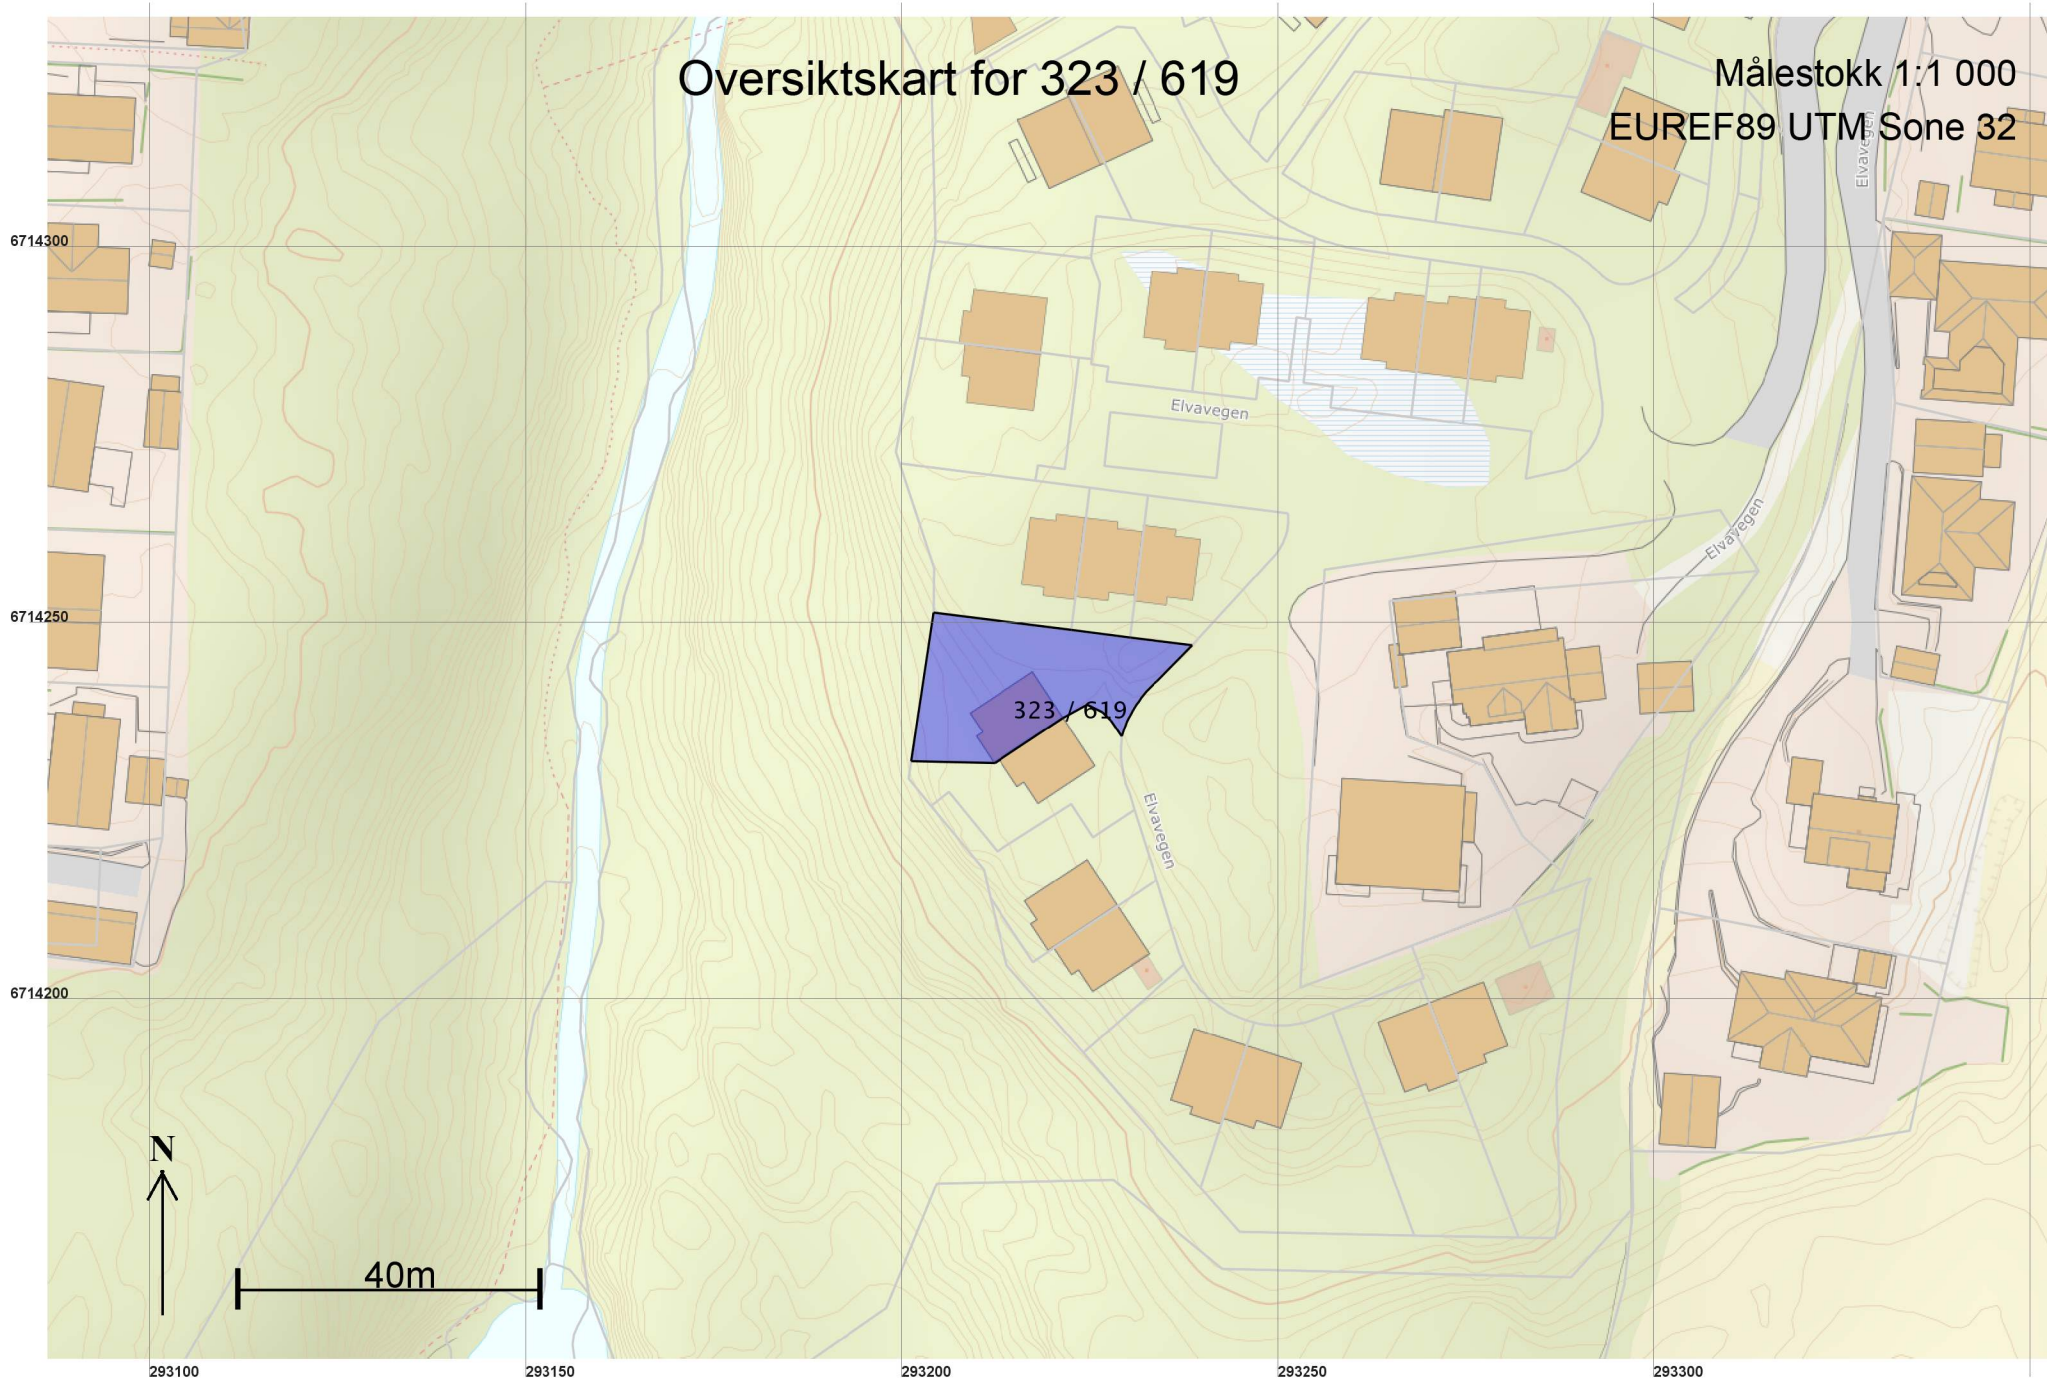 Oversiktskart for 323 / 619
Målestokk 1:1 000
EUREF89 UTM Sone 32
Elvavegen
6714300
Elvavegen
Elvavegen
6714250
323 / 619
Elvavegen
6714200
N
40m
293100
293150
293200
293250
293300